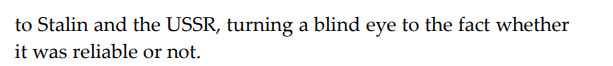 to Stalin and the USSR, turning a blind eye to the fact whether
it was reliable or not.